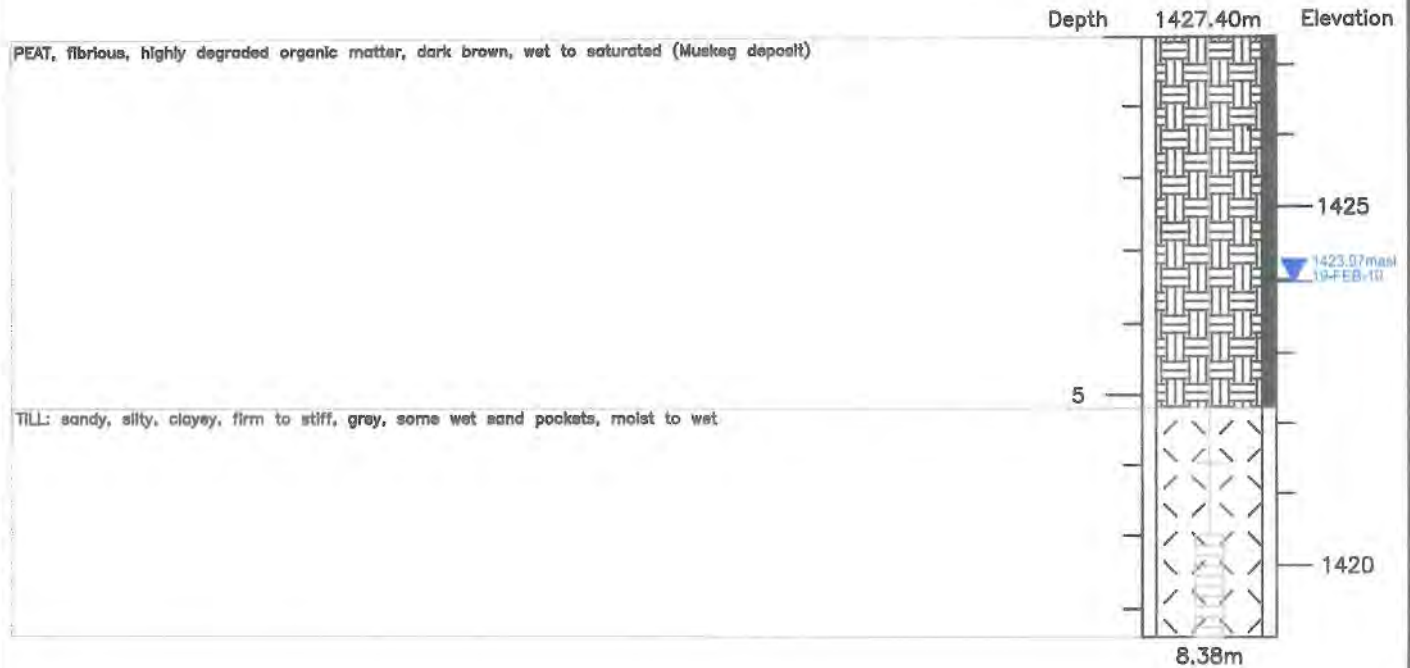 Depth 1427.40m Elevation
PEAT, fibrious, highly degraded organic matter, dark brown, wet to saturated (Muskeg deposit)
1425
1423.97masl
19-FEB-10
5
TILL: sandy, silty, clayey, firm to stiff, grey, some wet sand pockets, moist to wet
1420
8.38m